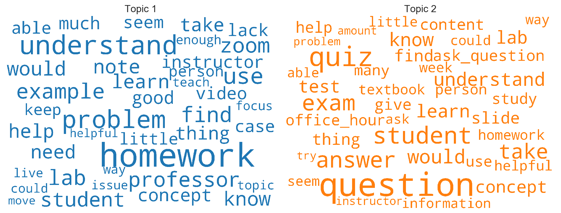 Topic 1
able much seem take lack
understand enough zoom
would note instructor
person
example learn teach use
keep good video
problem find focus
help helpful little thing case
need homework
live lab way professor
could issue topic
move student concept know
Topic 2
help amount little content way
problem know could lab
quiz findask_question
able many week understand
test textbook person
exam give learn study
office_hour ask slide
thing student homework
try answer would use take
helpful
seem question concept
instructor information